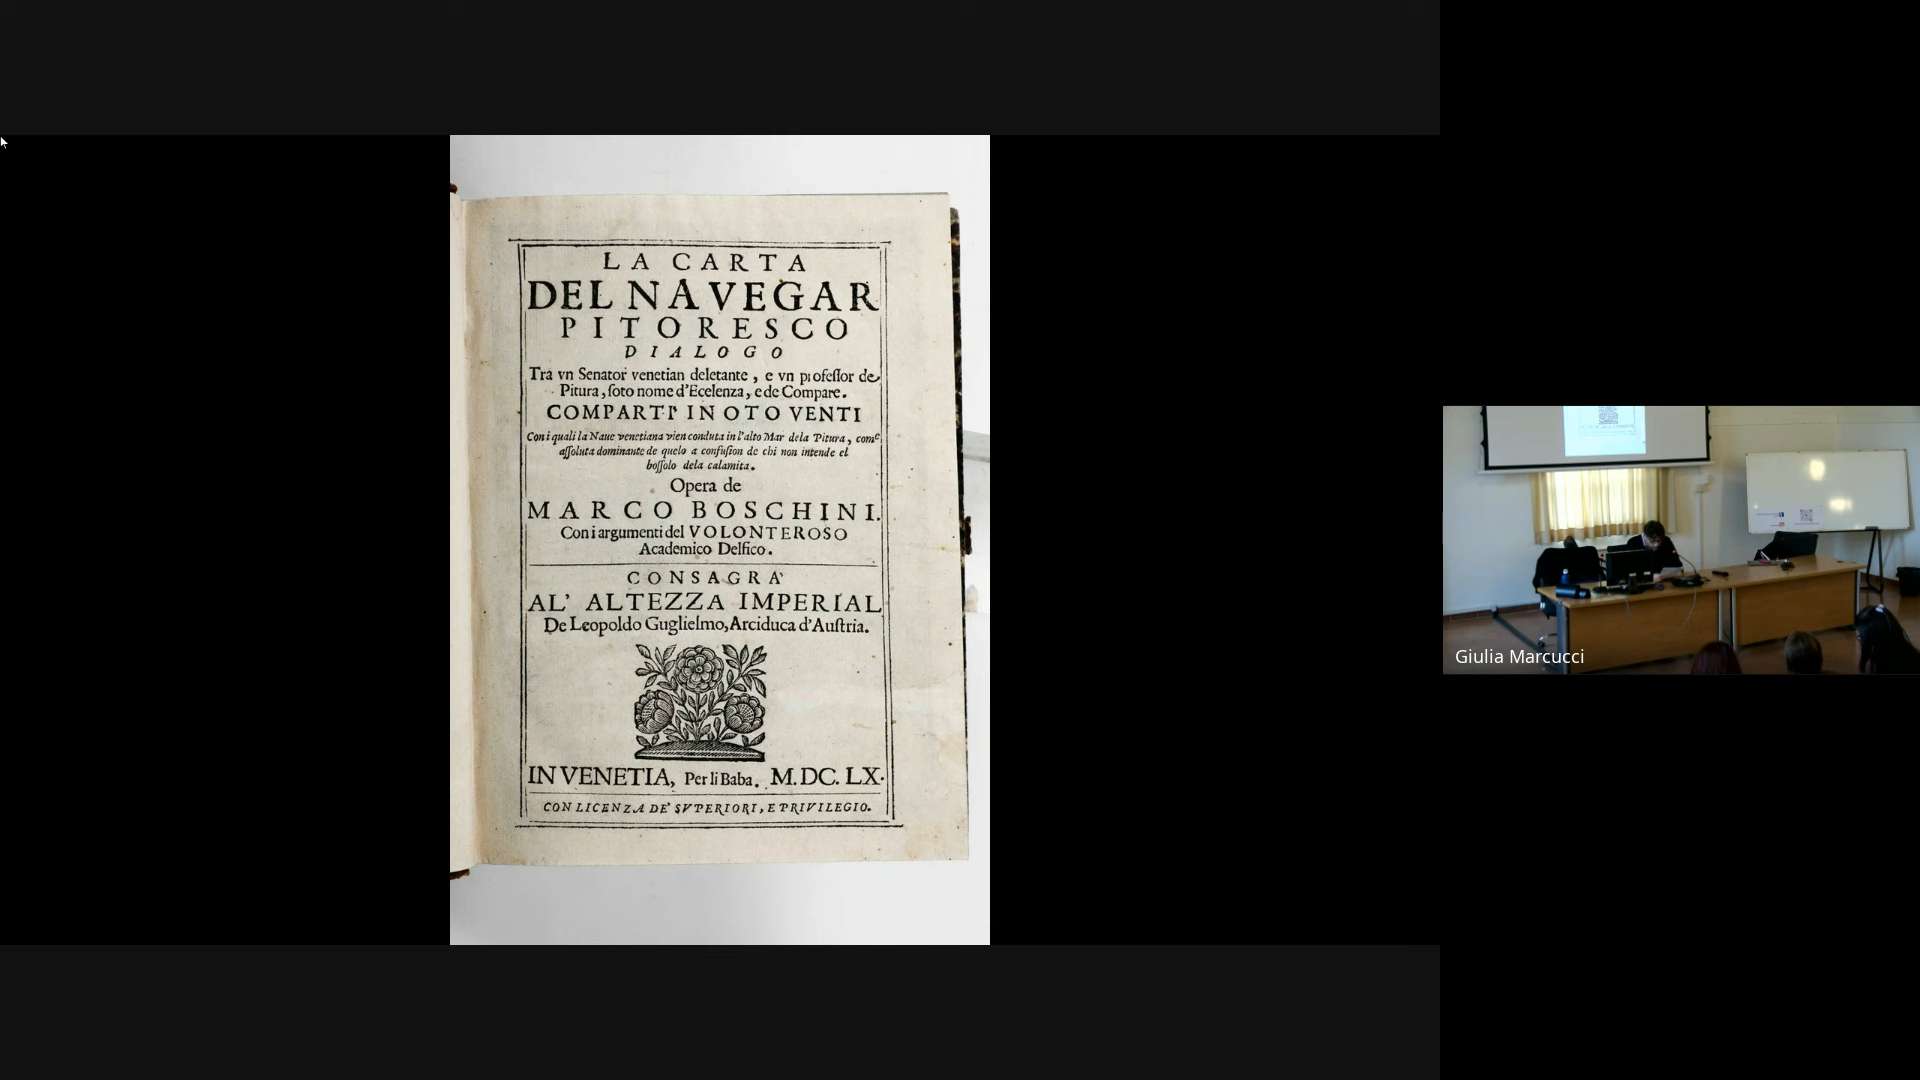 LA CARTA
DEL NAVEGAR
PITORESCO
DIALOGO
Tra vn Senator venetian deletante, e vn profeſſor de
Pitura, ſoto nome d'Ecelenza, e de Compare.
COMPARTI' IN OTO VENTI
Con i quali la Naue venetiana vien conduta in l'alto Mar dela Pitura, come
aſſoluta dominante de quelo a confuſion de chi non intende el
boſſolo dela calamita.
Opera de
MARCO BOSCHINI.
Con i argumenti del VOLONTEROSO
Academico Delfico.
CONSAGRA'
AL' ALTEZZA IMPERIAL
De Leopoldo Guglielmo, Arciduca d'Auſtria.
IN VENETIA, Per li Baba. M.DC.LX.
CON LICENZA DE' SVPERIORI, E PRIVILEGIO.
Giulia Marcucci